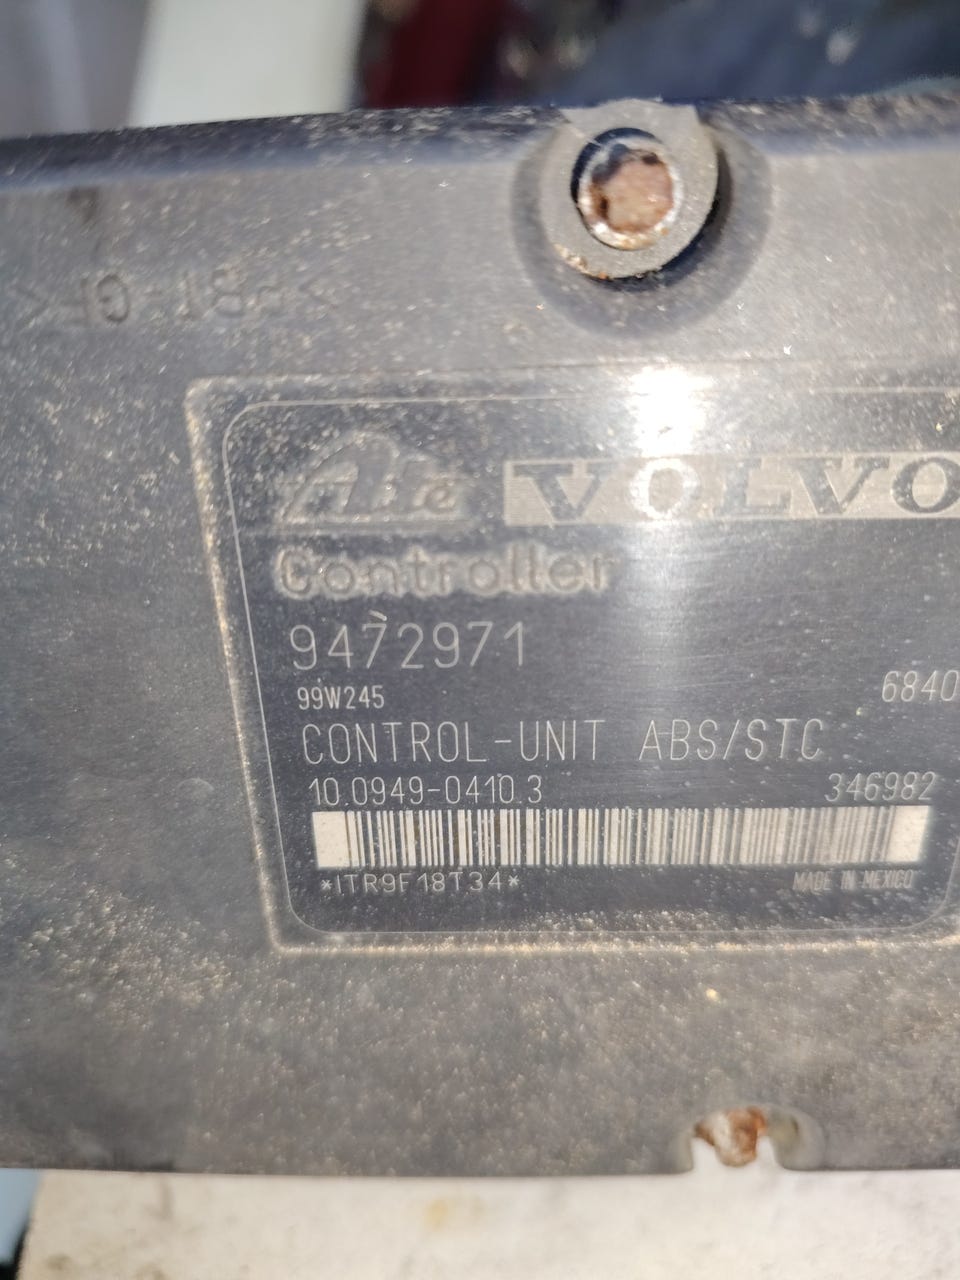 Ate VOLVO
Controller
9472971
99W245 6840
CONTROL-UNIT ABS/STC
10.0949-0410.3 346982
*ITR9F18T34*
MADE IN MEXICO